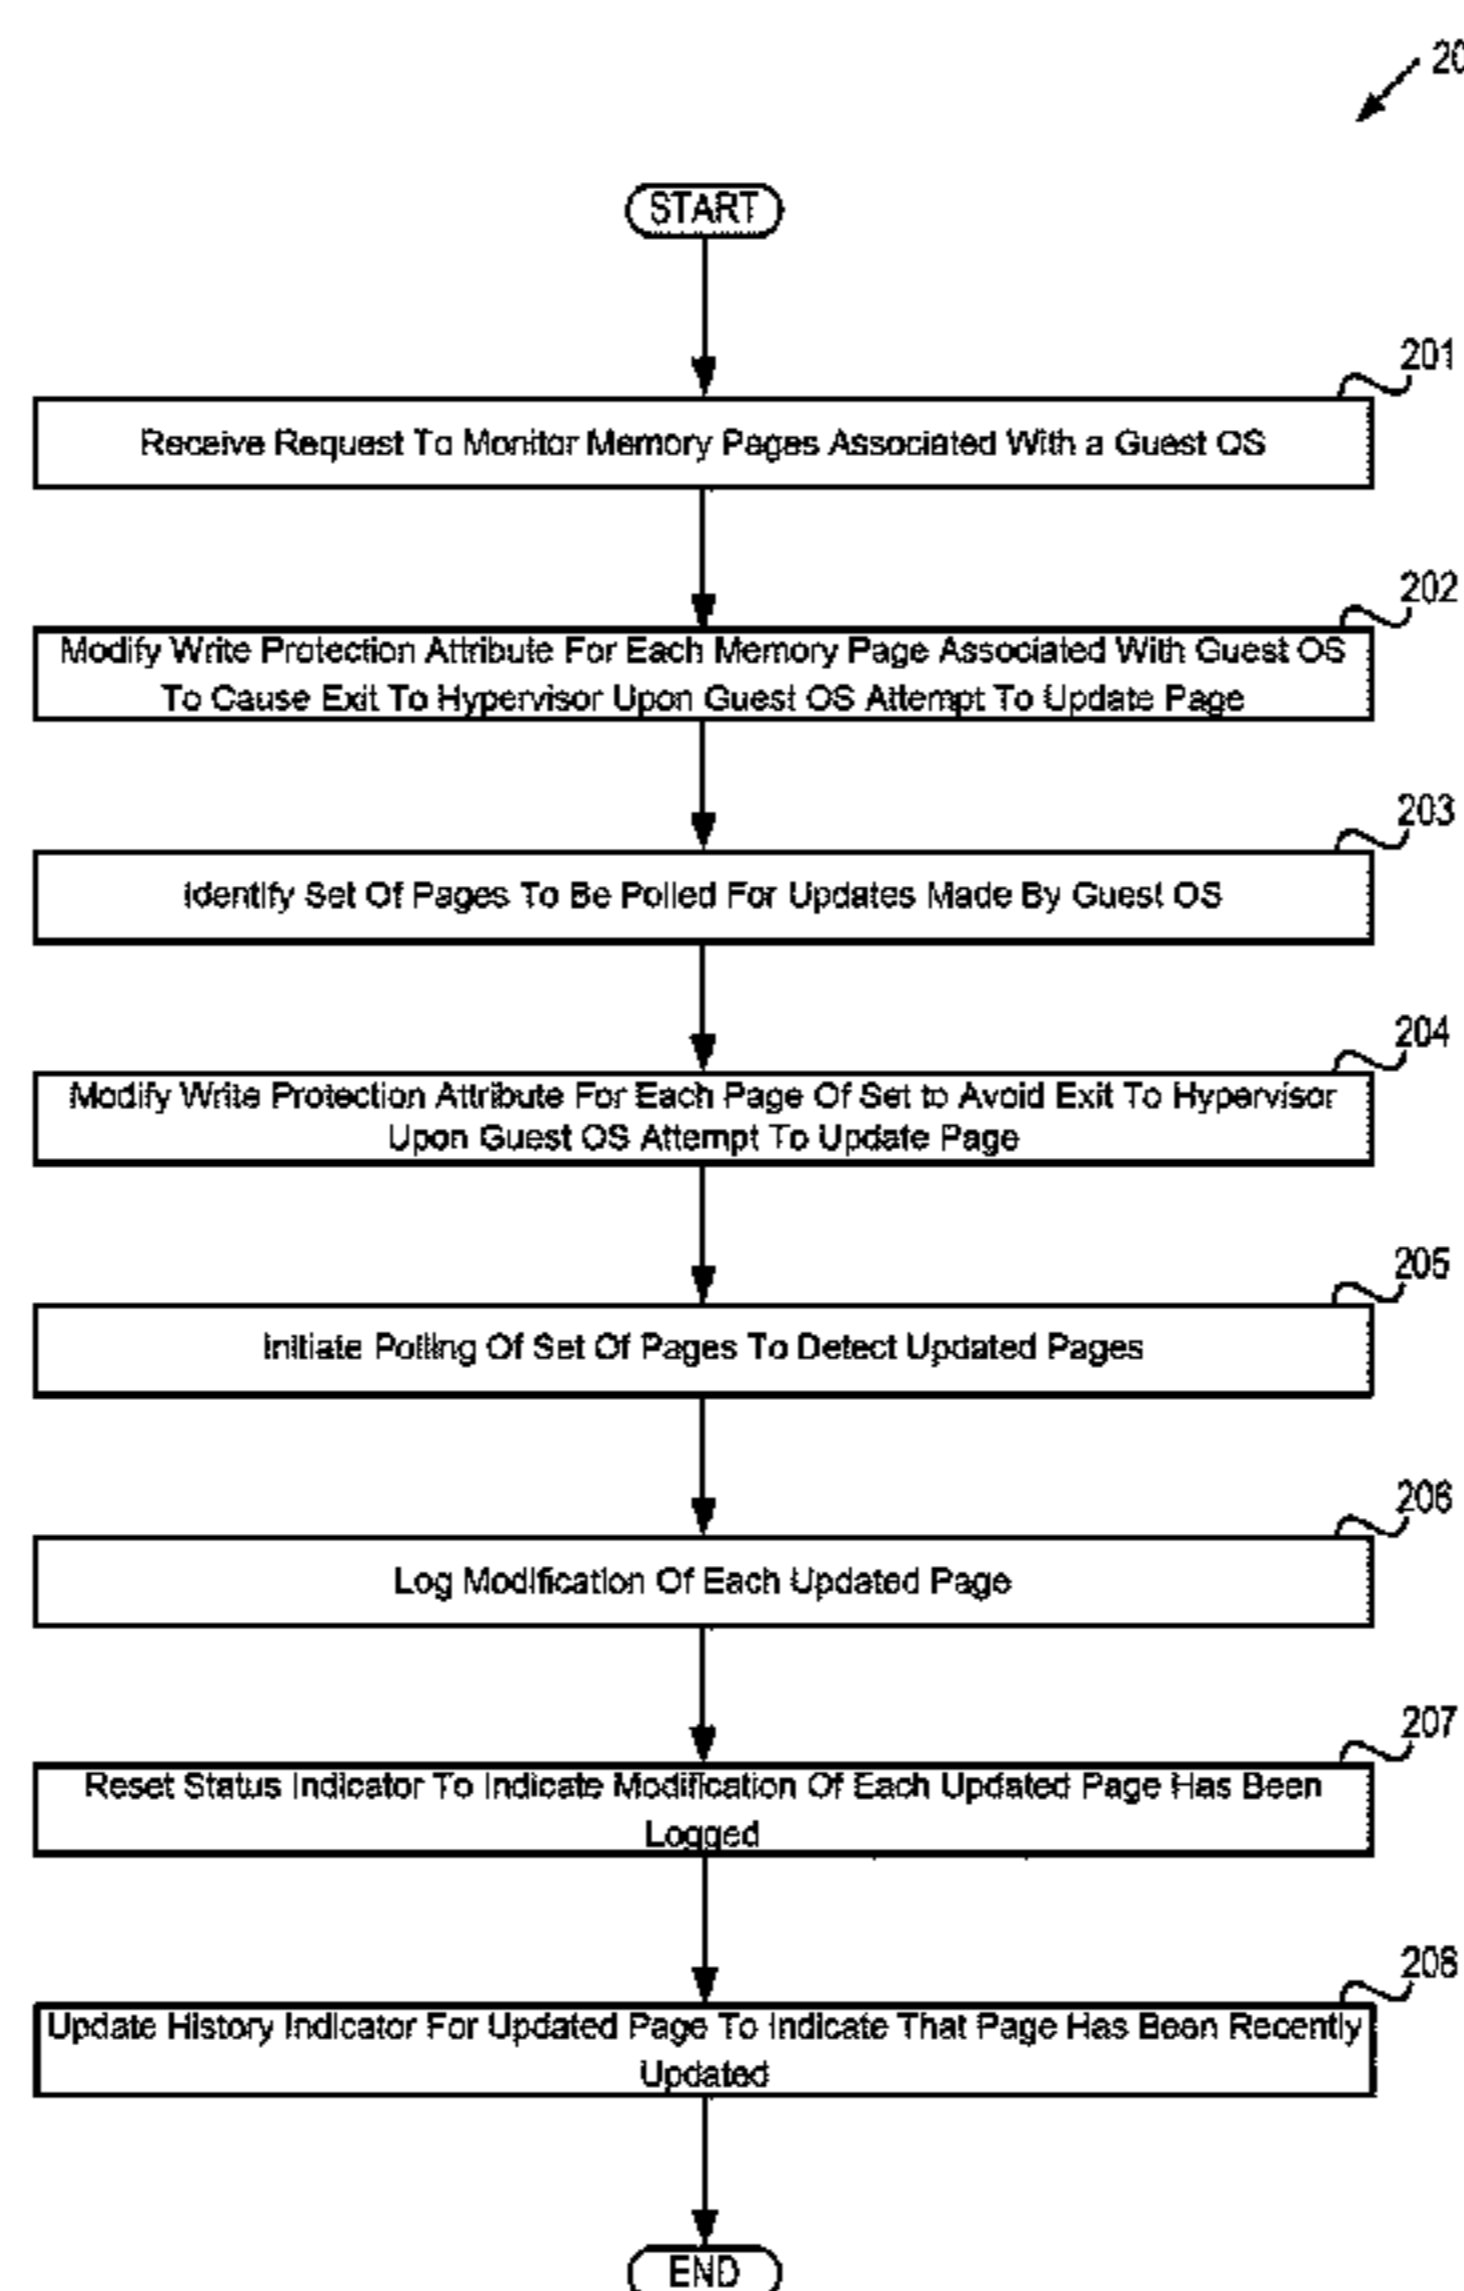 20
START
201
Receive Request To Monitor Memory Pages Associated With a Guest OS
202
Modify Write Protection Attribute For Each Memory Page Associated With Guest OS
To Cause Exit To Hypervisor Upon Guest OS Attempt To Update Page
203
Identify Set Of Pages To Be Polled For Updates Made By Guest OS
204
Modify Write Protection Attribute For Each Page Of Set to Avoid Exit To Hypervisor
Upon Guest OS Attempt To Update Page
205
Initiate Polling Of Set Of Pages To Detect Updated Pages
206
Log Modification Of Each Updated Page
207
Reset Status Indicator To Indicate Modification Of Each Updated Page Has Been
Logged
208
Update History Indicator For Updated Page To Indicate That Page Has Been Recently
Updated
END